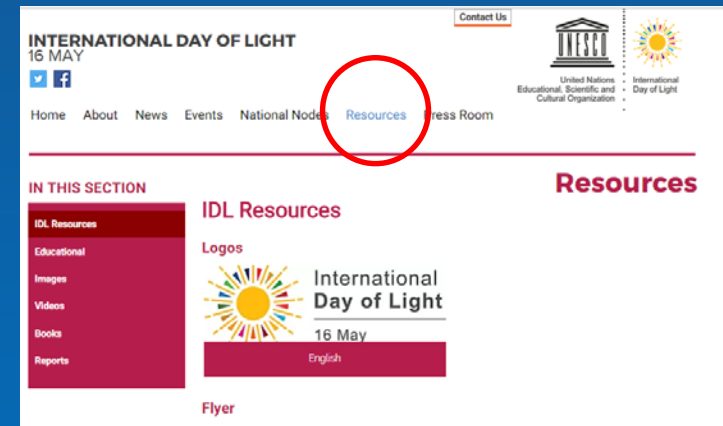 Contact Us
INTERNATIONAL DAY OF LIGHT
16 MAY
UNESCO
United Nations
Educational, Scientific and
Cultural Organization
International
Day of Light
Home About News Events National Nodes Resources Press Room
Resources
IN THIS SECTION
IDL Resources
Educational
Images
Videos
Books
Reports
IDL Resources
Logos
International
Day of Light
16 May
English
Flyer